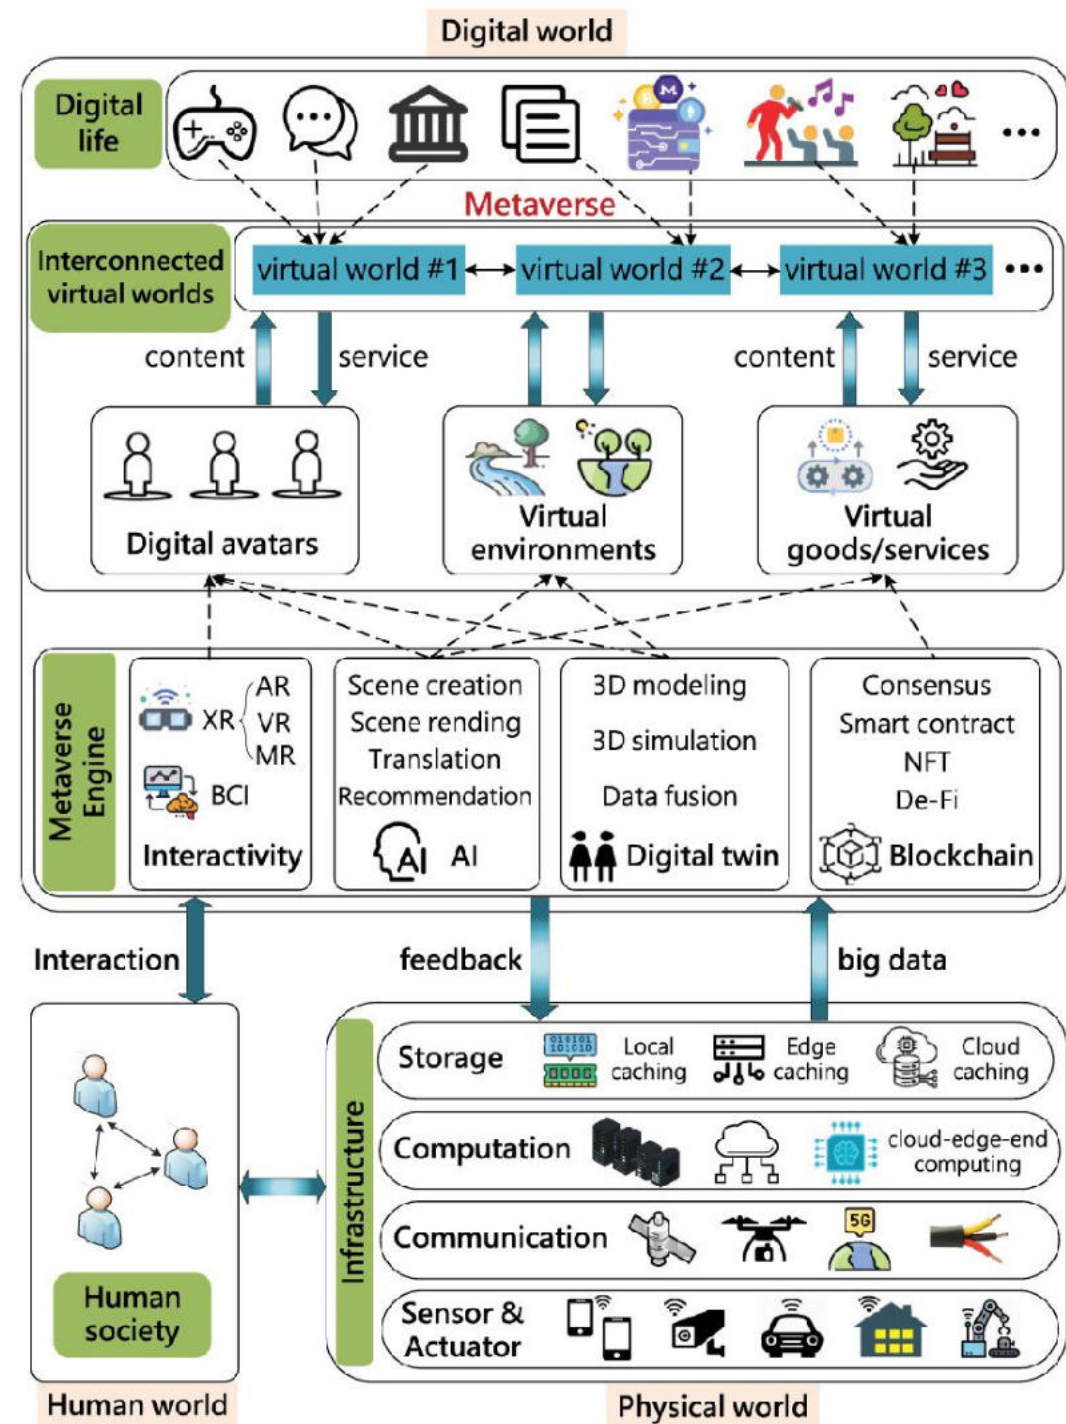 Digital world
Digital
life
Metaverse
Interconnected
virtual worlds
virtual world #1
virtual world #2
virtual world #3
content
service
content
service
Digital avatars
Virtual
environments
Virtual
goods/services
Metaverse
Engine
XR
AR
VR
MR
BCI
Interactivity
Scene creation
Scene rending
Translation
Recommendation
AI
AI
3D modeling
3D simulation
Data fusion
Digital twin
Consensus
Smart contract
NFT
De-Fi
Blockchain
Interaction
feedback
big data
Human
society
Human world
Infrastructure
Storage
010101
101010
Local
caching
Edge
caching
Cloud
caching
Computation
cloud-edge-end
computing
Communication
5G
Sensor &
Actuator
Physical world